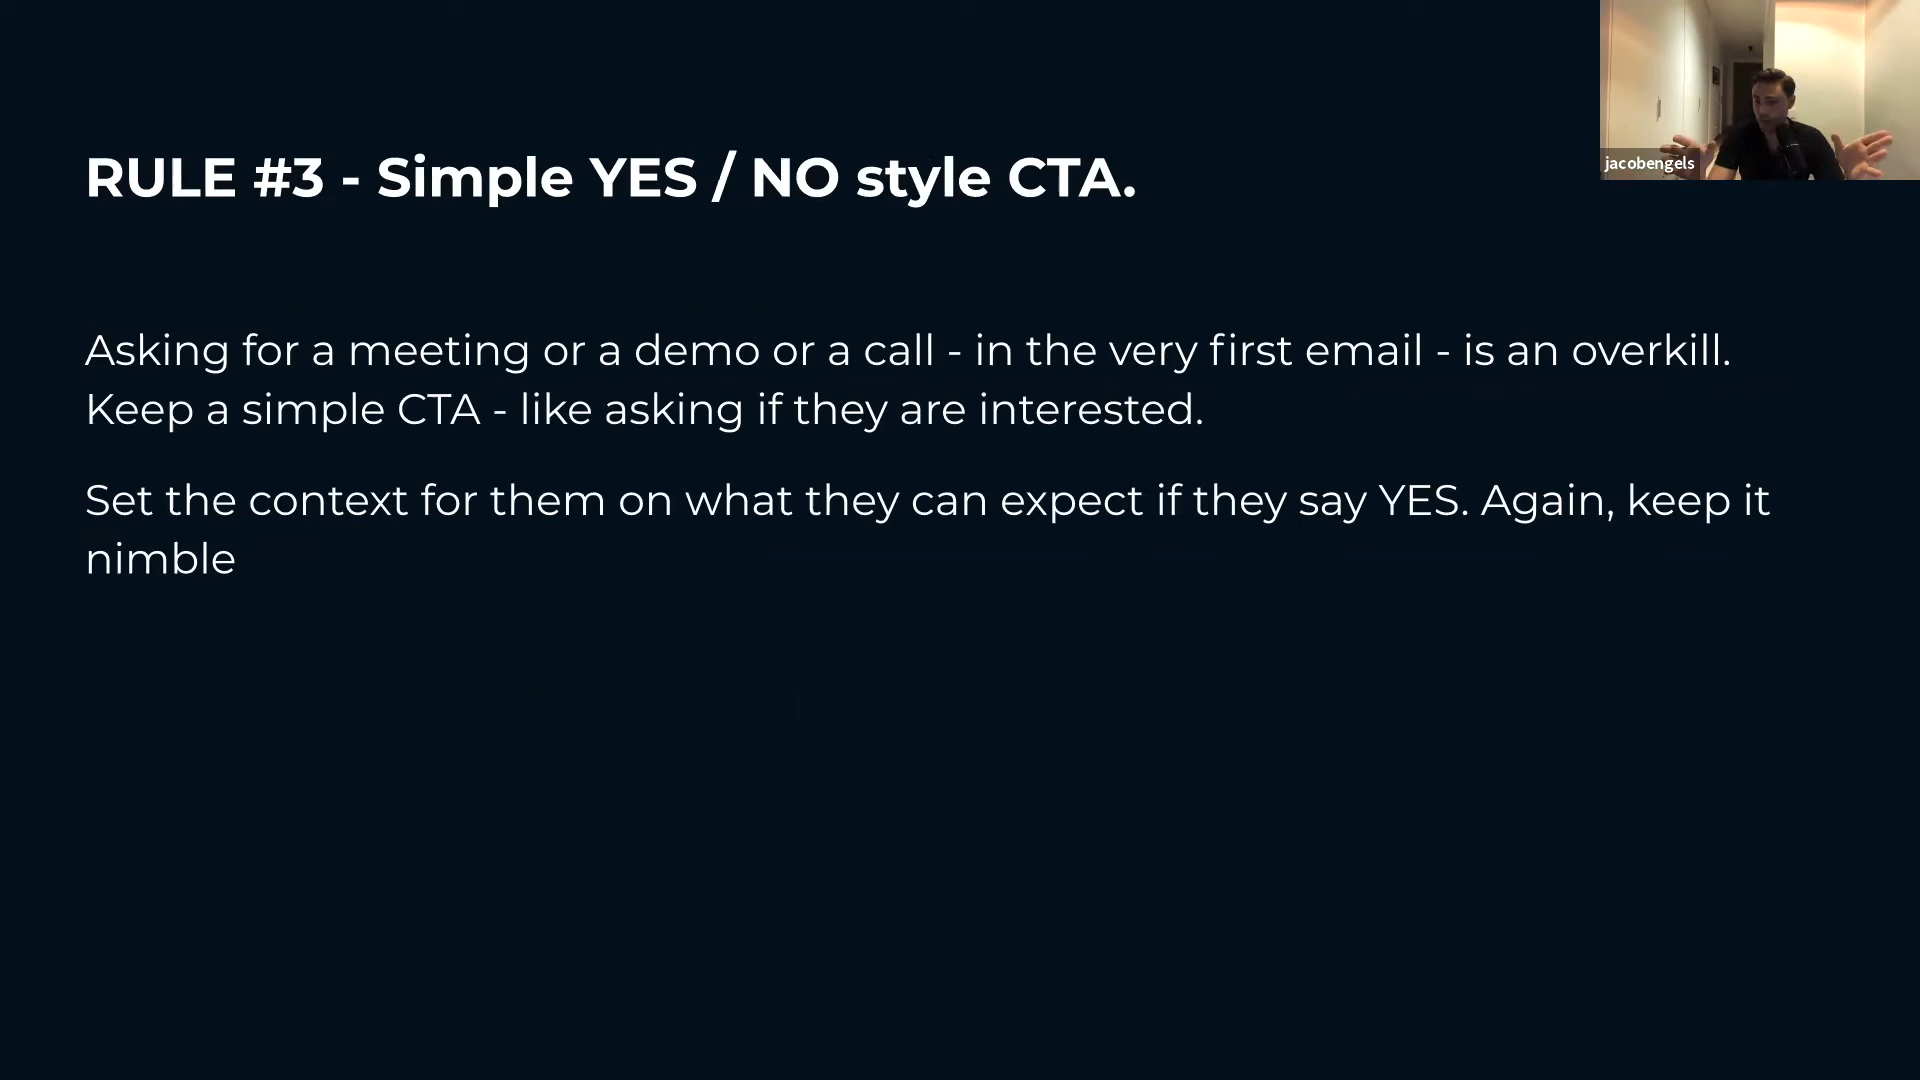 RULE #3 - Simple YES / NO style CTA.
jacobengels
Asking for a meeting or a demo or a call - in the very first email - is an overkill.
Keep a simple CTA - like asking if they are interested.
Set the context for them on what they can expect if they say YES. Again, keep it
nimble